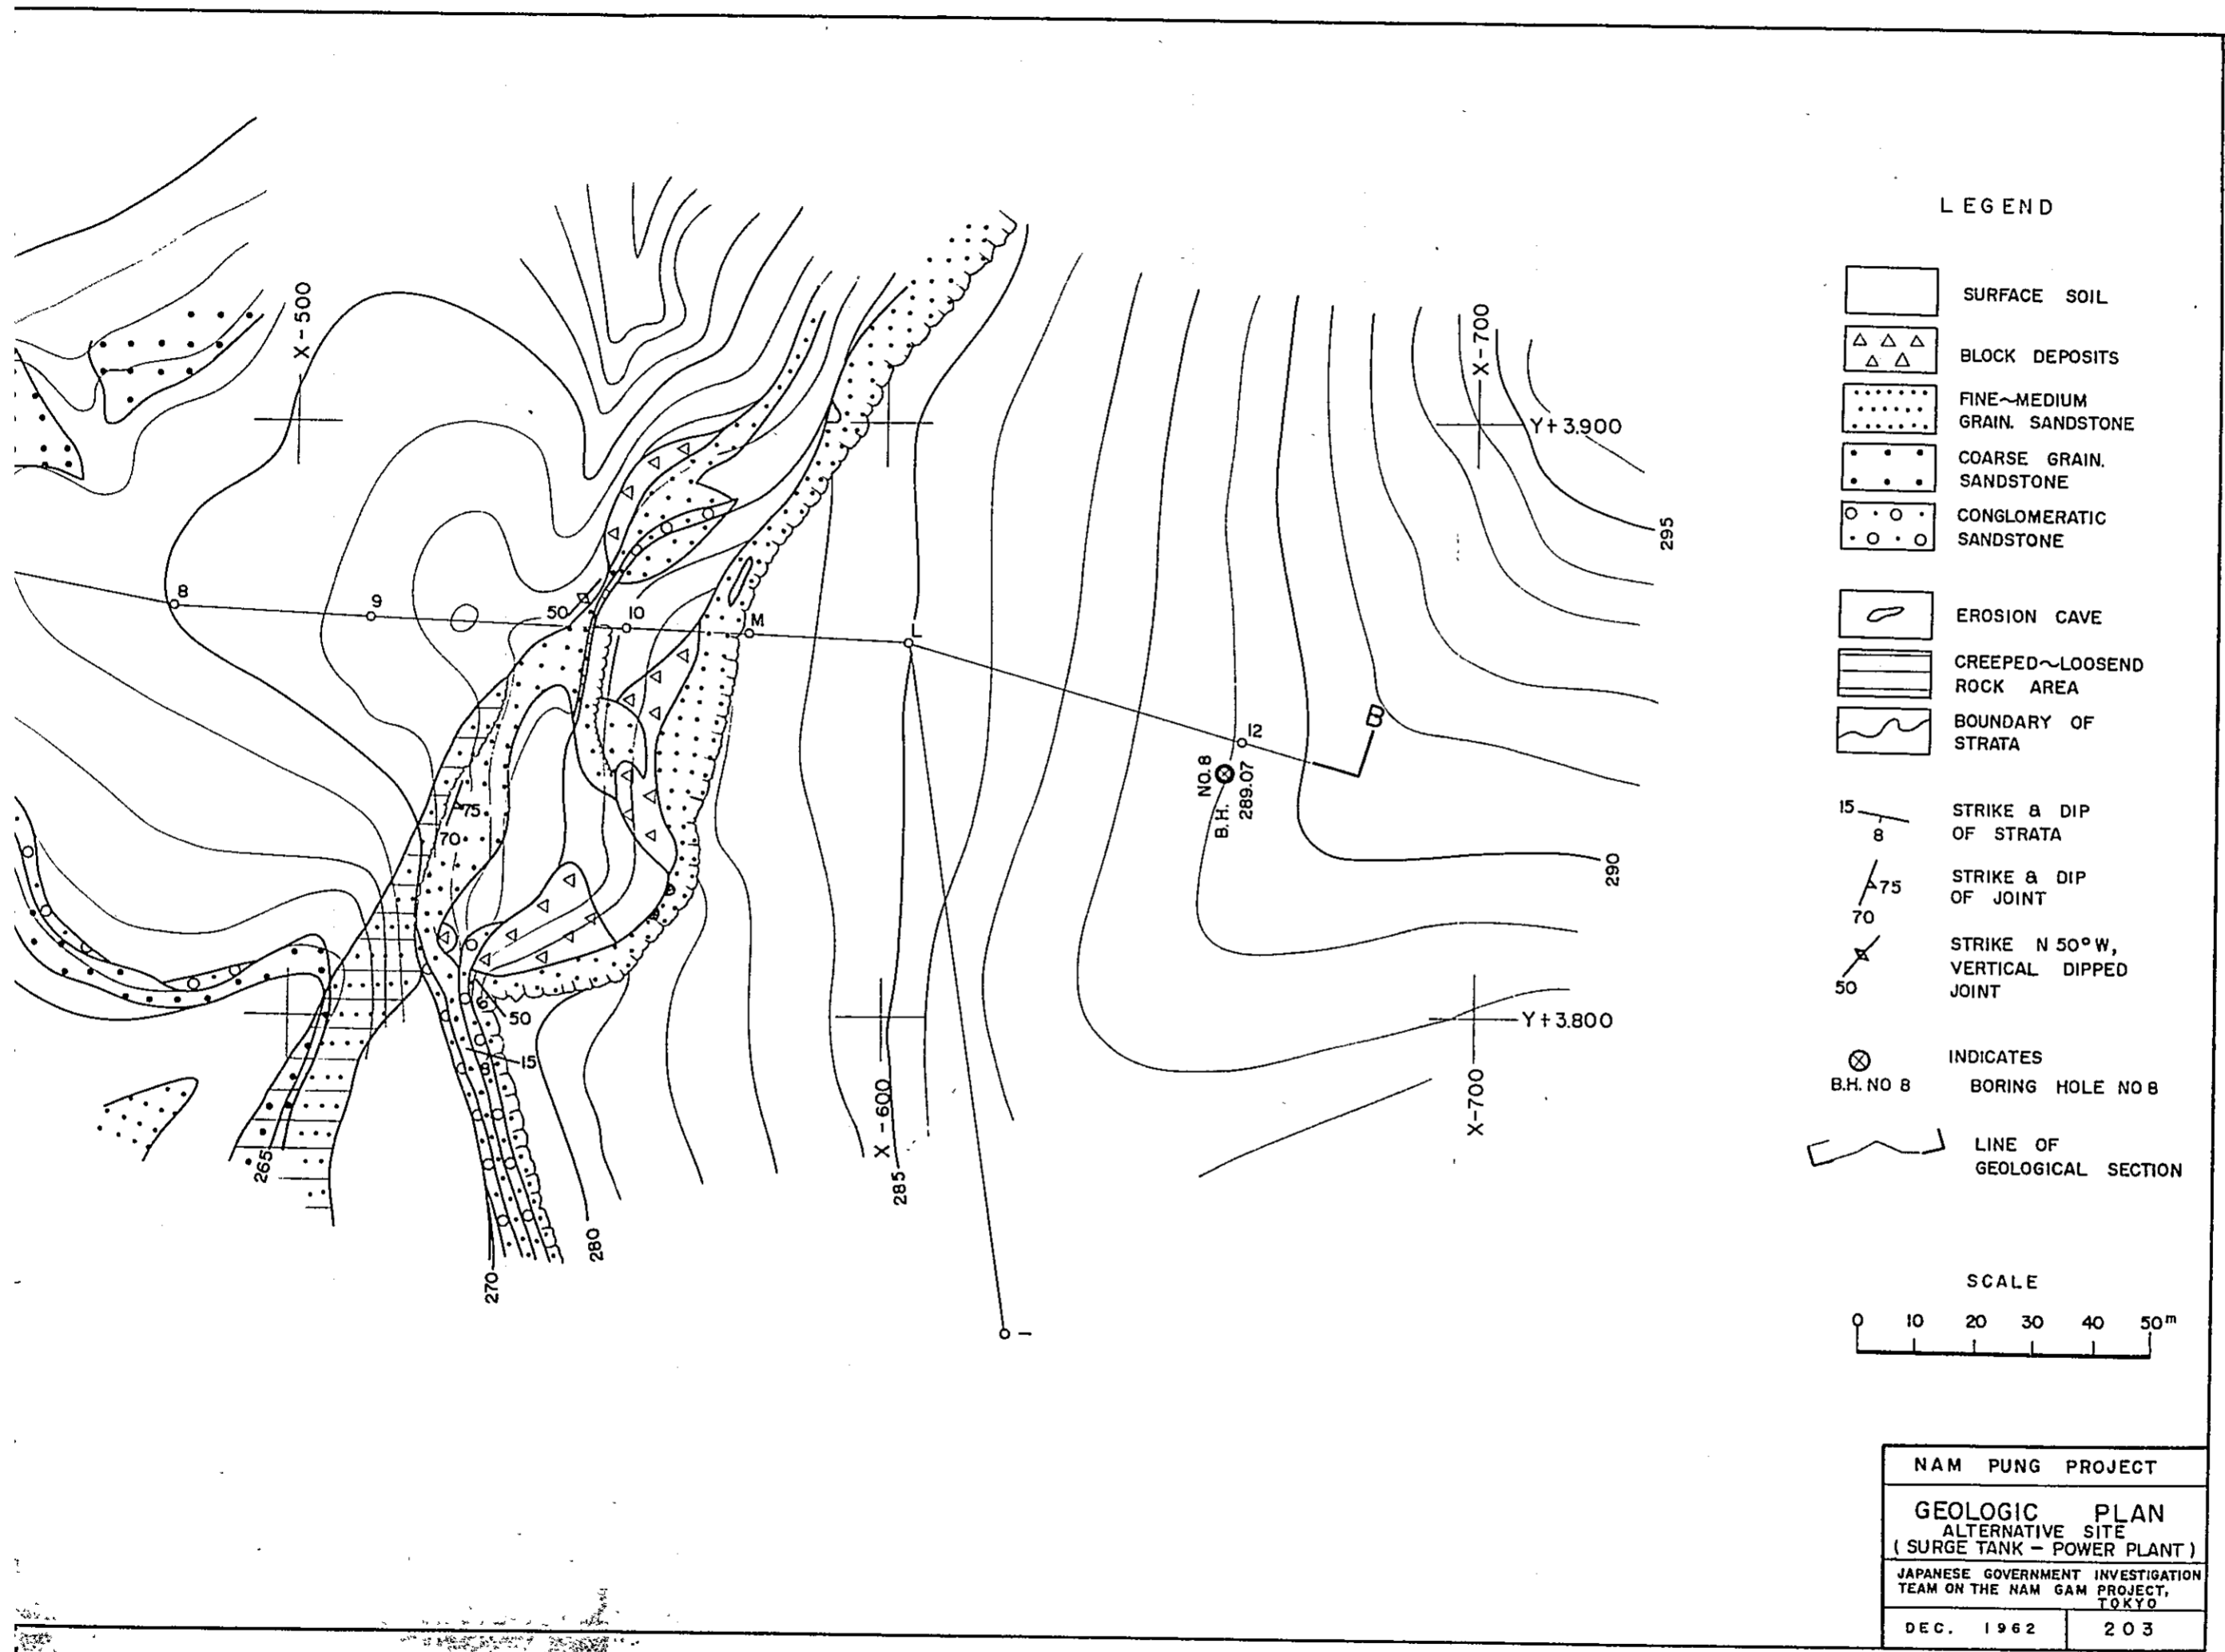 X-500
X-700
Y+3.900
295
8
9
50
10
M
L
12
B
B.H. NO.8
289.07
290
75
70
6
50
15
8
Y+3.800
X-600
X-700
265
285
280
270
LEGEND
SURFACE SOIL
BLOCK DEPOSITS
FINE~MEDIUM
GRAIN. SANDSTONE
COARSE GRAIN.
SANDSTONE
CONGLOMERATIC
SANDSTONE
EROSION CAVE
CREEPED~LOOSEND
ROCK AREA
BOUNDARY OF
STRATA
15
8
STRIKE & DIP
OF STRATA
75
70
STRIKE & DIP
OF JOINT
50
STRIKE N 50° W,
VERTICAL DIPPED
JOINT
B.H. NO 8
INDICATES
BORING HOLE NO 8
LINE OF
GEOLOGICAL SECTION
SCALE
0 10 20 30 40 50m
NAM PUNG PROJECT
GEOLOGIC PLAN
ALTERNATIVE SITE
( SURGE TANK – POWER PLANT )
JAPANESE GOVERNMENT INVESTIGATION
TEAM ON THE NAM GAM PROJECT,
TOKYO
DEC. 1962
203